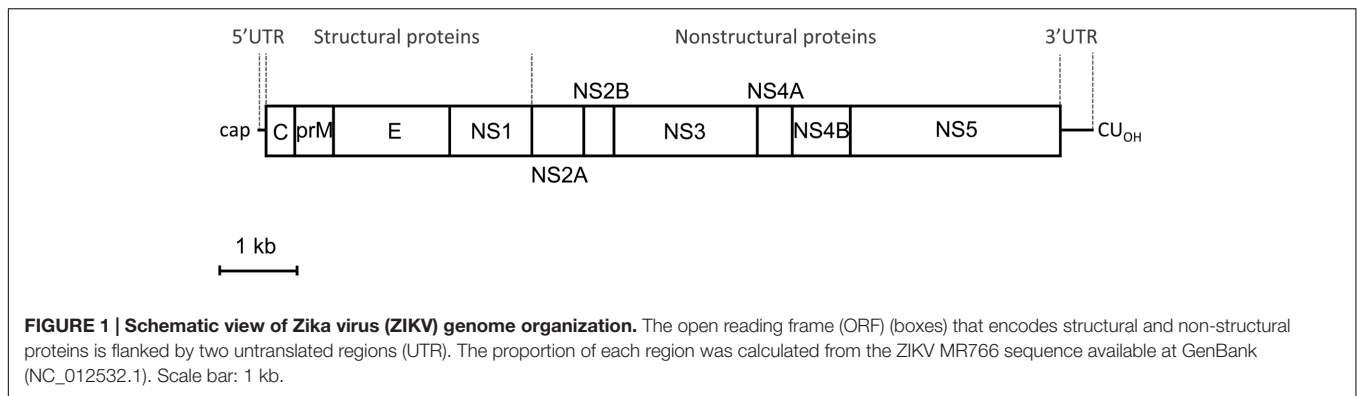 5'UTR Structural proteins Nonstructural proteins 3'UTR
NS2B NS4A
cap C prM E NS1 NS3 NS4B NS5 CU_OH
NS2A
1 kb
FIGURE 1 | Schematic view of Zika virus (ZIKV) genome organization. The open reading frame (ORF) (boxes) that encodes structural and non-structural
proteins is flanked by two untranslated regions (UTR). The proportion of each region was calculated from the ZIKV MR766 sequence available at GenBank
(NC_012532.1). Scale bar: 1 kb.